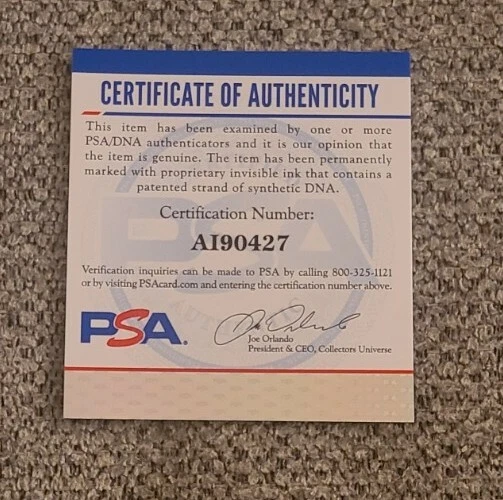 CERTIFICATE OF AUTHENTICITY
This item has been examined by one or more
PSA/DNA authenticators and it is our opinion that
the item is genuine. The item has been permanently
marked with proprietary invisible ink that contains a
patented strand of synthetic DNA.
Certification Number:
AI90427
Verification inquiries can be made to PSA by calling 800-325-1121
or by visiting PSAcard.com and entering the certification number above.
PSA.
Joe Orlando
Joe Orlando
President & CEO, Collectors Universe